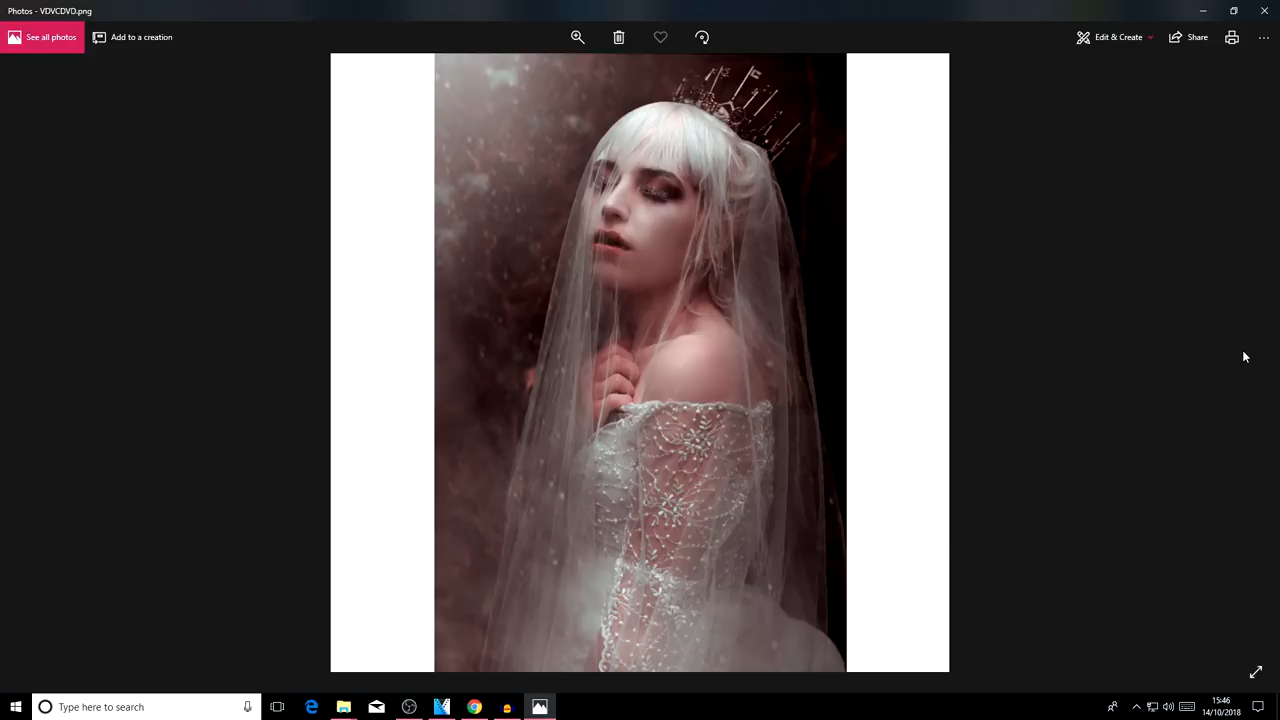 Photos - VDVCDVD.png
See all photos
Add to a creation
Edit & Create
Share
Type here to search
15:46
14/10/2018